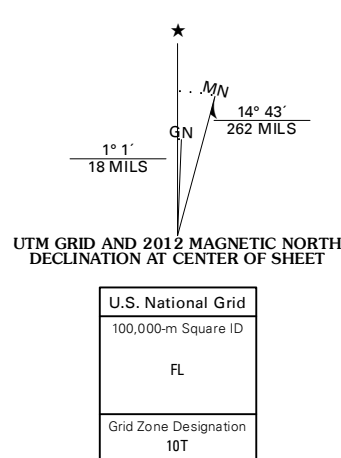 ★
MN
GN
14° 43´
262 MILS
1° 1´
18 MILS
UTM GRID AND 2012 MAGNETIC NORTH
DECLINATION AT CENTER OF SHEET
U.S. National Grid
100,000-m Square ID
FL
Grid Zone Designation
10T